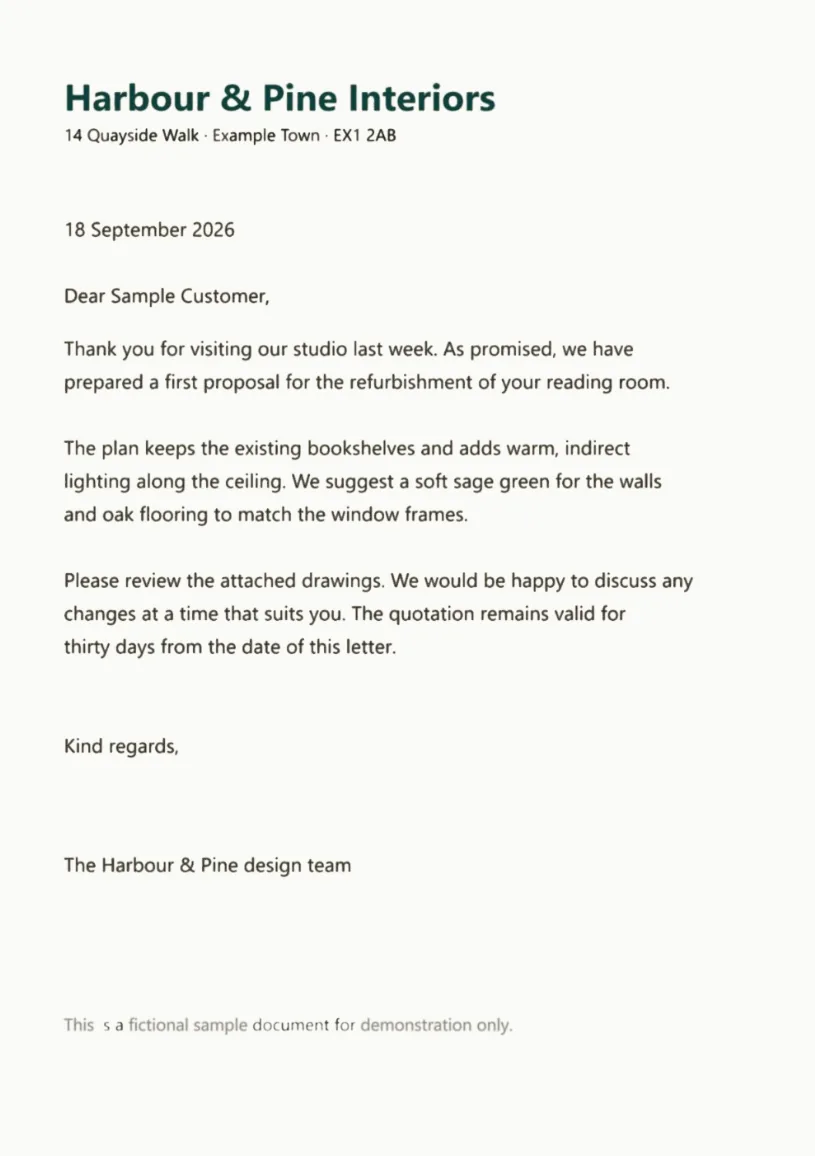 Harbour & Pine Interiors
14 Quayside Walk · Example Town · EX1 2AB
18 September 2026
Dear Sample Customer,
Thank you for visiting our studio last week. As promised, we have
prepared a first proposal for the refurbishment of your reading room.
The plan keeps the existing bookshelves and adds warm, indirect
lighting along the ceiling. We suggest a soft sage green for the walls
and oak flooring to match the window frames.
Please review the attached drawings. We would be happy to discuss any
changes at a time that suits you. The quotation remains valid for
thirty days from the date of this letter.
Kind regards,
The Harbour & Pine design team
This s a fictional sample document for demonstration only.